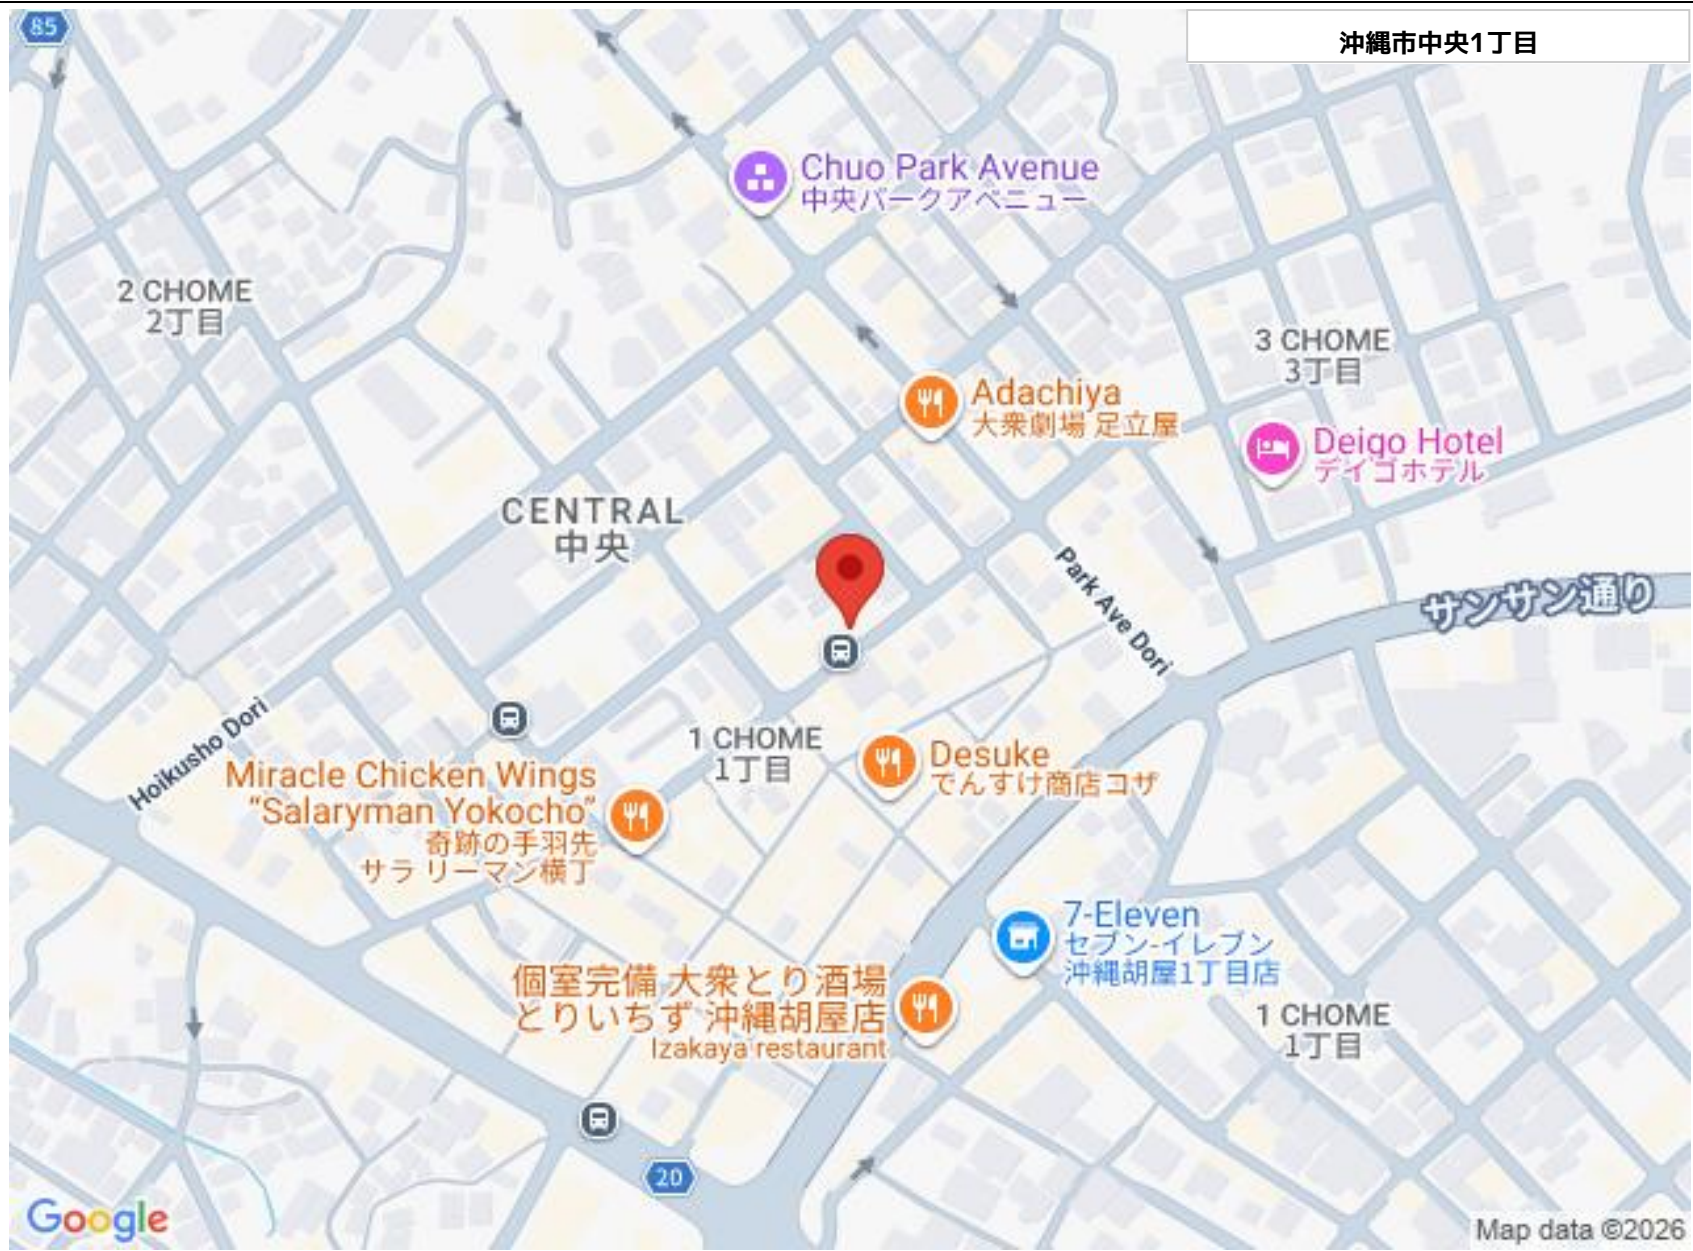 85
沖縄市中央1丁目
Chuo Park Avenue
中央パークアベニュー
2 CHOME
2丁目
3 CHOME
3丁目
Adachiya
大衆劇場 足立屋
Deigo Hotel
デイゴホテル
CENTRAL
中央
Park Ave Dori
サンサン通り
Hoikusho Dori
1 CHOME
1丁目
Desuke
でんすけ商店コザ
Miracle Chicken Wings
“Salaryman Yokocho”
奇跡の手羽先
サラリーマン横丁
7-Eleven
セブン-イレブン
沖縄胡屋1丁目店
個室完備 大衆とり酒場
とりいちず 沖縄胡屋店
Izakaya restaurant
1 CHOME
1丁目
20
Google
Map data ©2026